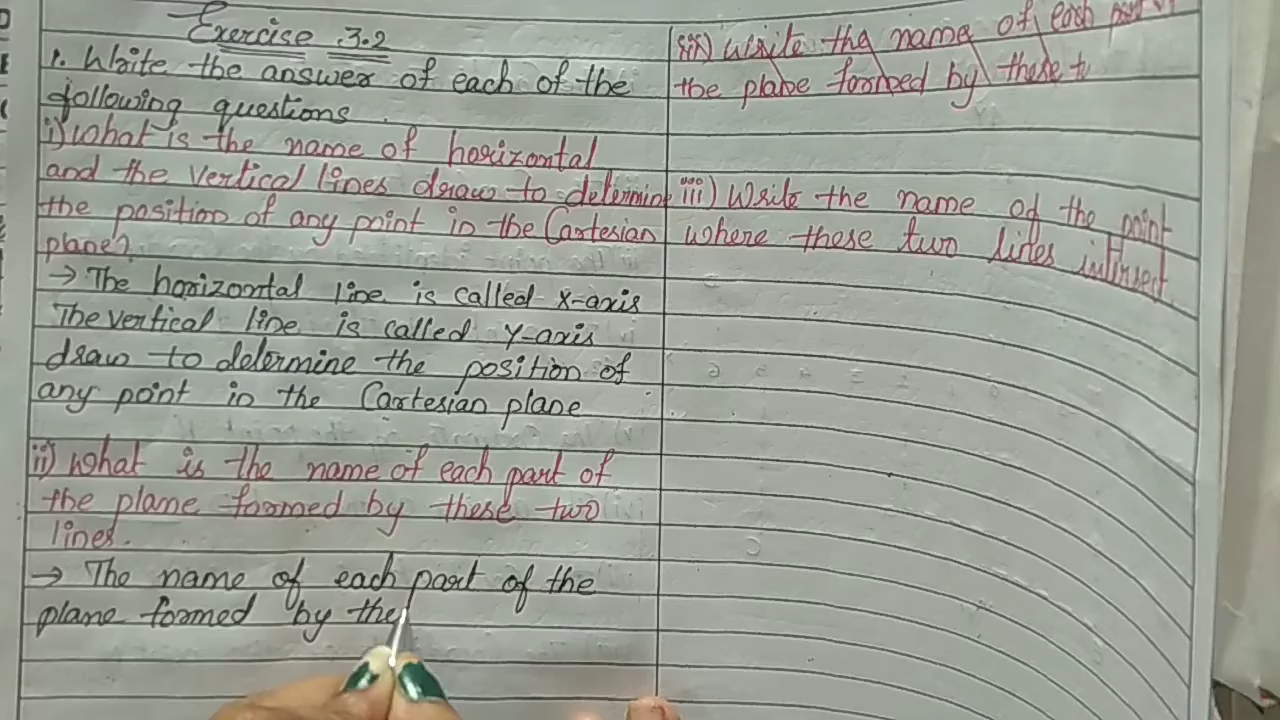 Exercise 3.2
1. Write the answer of each of the
following questions.
i) What is the name of horizontal
and the vertical lines draw to determine
the position of any point in the Cartesian
plane?
→ The horizontal line is called x-axis
The vertical line is called y-axis
draw to determine the position of
any point in the Cartesian plane
ii) What is the name of each part of
the plane formed by these two
lines.
→ The name of each part of the
plane formed by the
iii) Write the name of each part of
the plane formed by these t
iii) Write the name of the point
where these two lines intersect